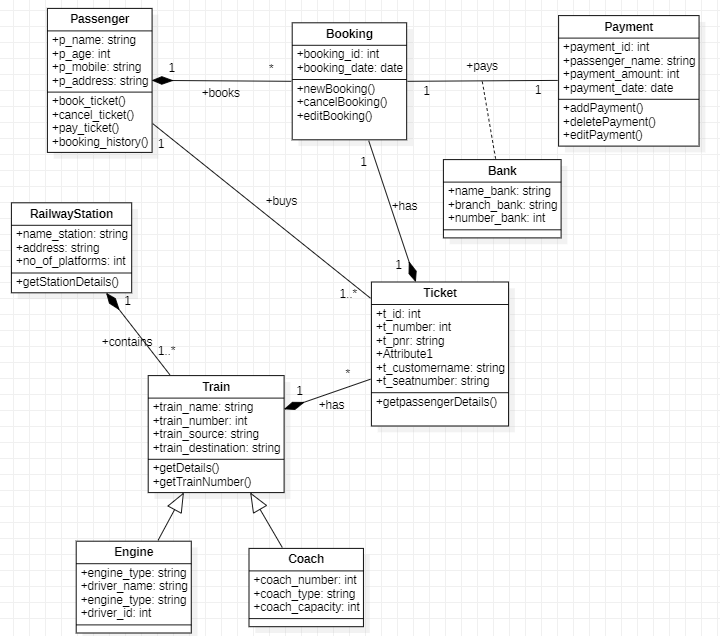 Passenger
+p_name: string
+p_age: int
+p_mobile: string
+p_address: string
+book_ticket()
+cancel_ticket()
+pay_ticket()
+booking_history()
1
*
+books
Booking
+booking_id: int
+booking_date: date
+newBooking()
+cancelBooking()
+editBooking()
+pays
1
1
Payment
+payment_id: int
+passenger_name: string
+payment_amount: int
+payment_date: date
+addPayment()
+deletePayment()
+editPayment()
Bank
+name_bank: string
+branch_bank: string
+number_bank: int
1
+buys
1..*
1
+has
1
RailwayStation
+name_station: string
+address: string
+no_of_platforms: int
+getStationDetails()
1
+contains
1..*
Ticket
+t_id: int
+t_number: int
+t_pnr: string
+Attribute1
+t_customername: string
+t_seatnumber: string
+getpassengerDetails()
Train
+train_name: string
+train_number: int
+train_source: string
+train_destination: string
+getDetails()
+getTrainNumber()
1
*
+has
Engine
+engine_type: string
+driver_name: string
+engine_type: string
+driver_id: int
Coach
+coach_number: int
+coach_type: string
+coach_capacity: int